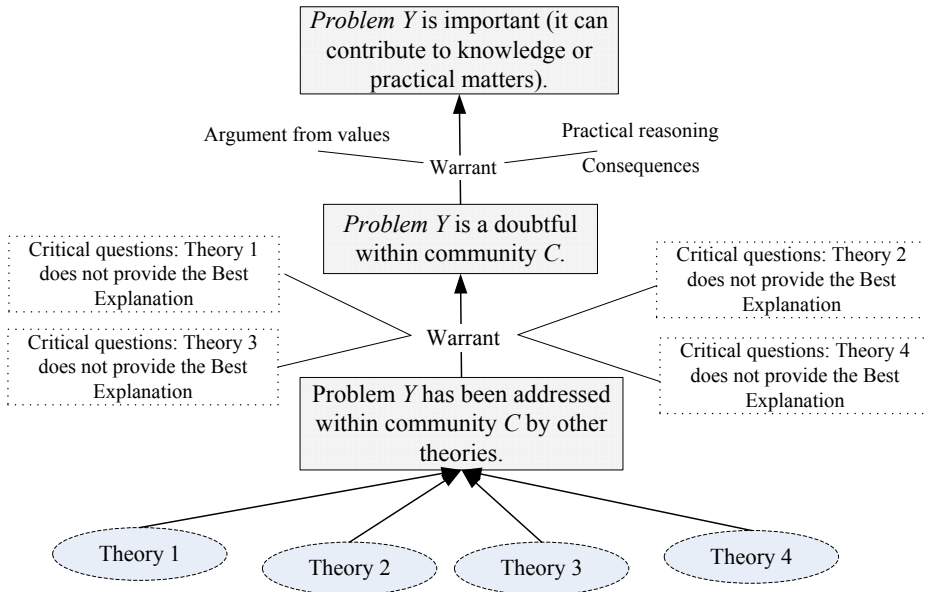 Problem Y is important (it can
contribute to knowledge or
practical matters).
Argument from values
Practical reasoning
Warrant
Consequences
Problem Y is a doubtful
within community C.
Critical questions: Theory 1
does not provide the Best
Explanation
Critical questions: Theory 2
does not provide the Best
Explanation
Warrant
Critical questions: Theory 3
does not provide the Best
Explanation
Critical questions: Theory 4
does not provide the Best
Explanation
Problem Y has been addressed
within community C by other
theories.
Theory 1
Theory 2
Theory 3
Theory 4